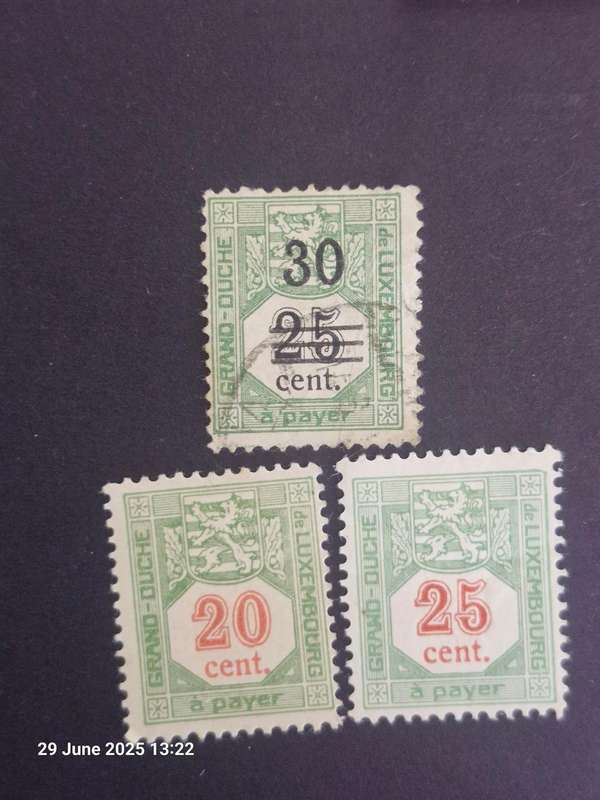 30
GRAND-DUCHE
de LUXEMBOURG
25
cent.
à payer
GRAND-DUCHE
de LUXEMBOURG
20
cent.
à payer
GRAND-DUCHE
de LUXEMBOURG
25
cent.
à payer
29 June 2025 13:22